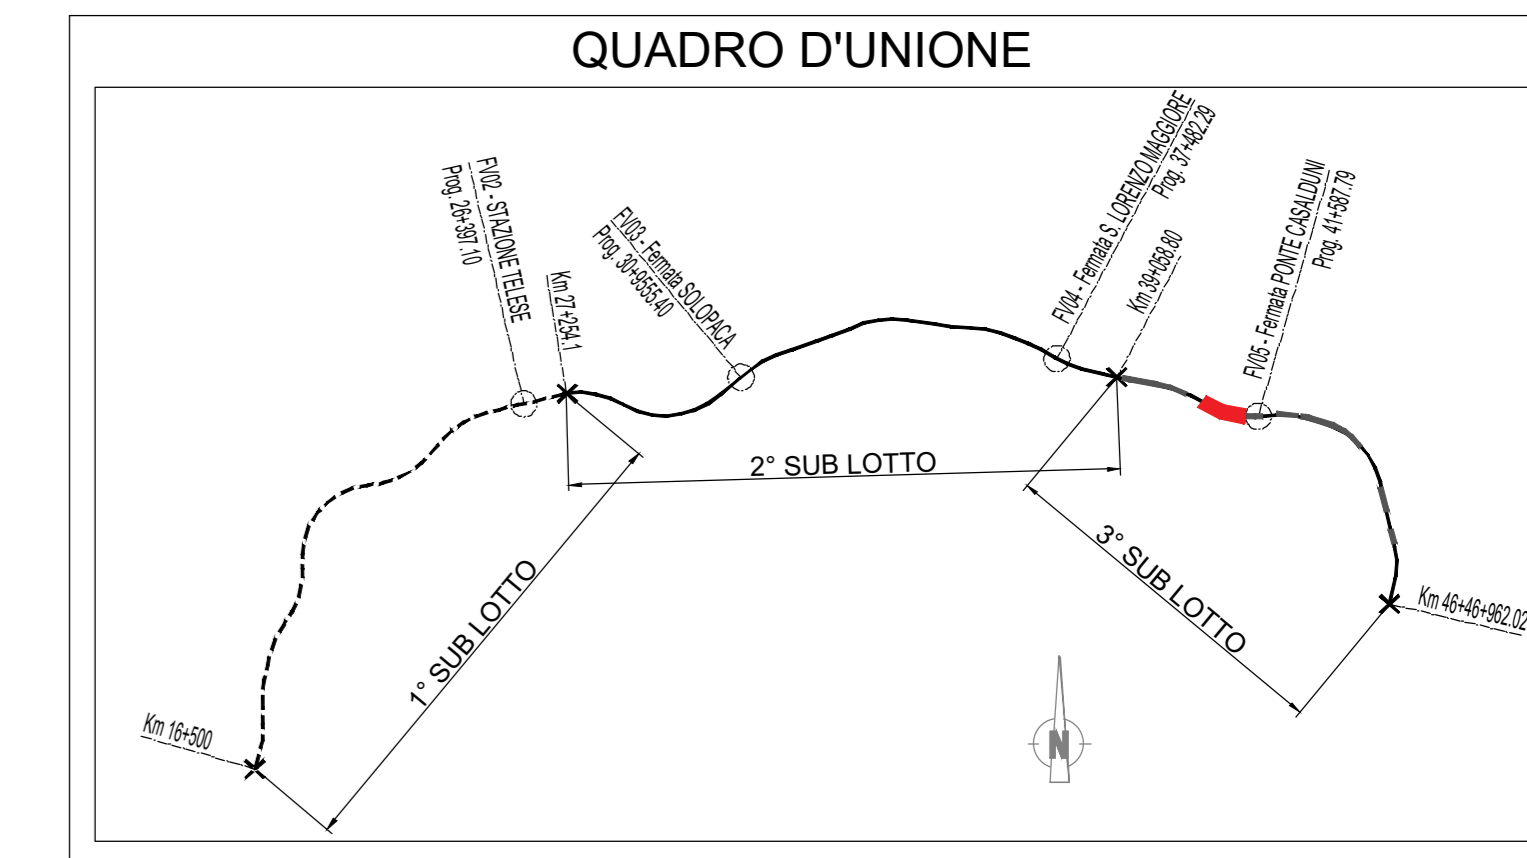 QUADRO D'UNIONE
FV02 - STAZIONE TELESE
Prog. 26+397.10
Km 27+254.1
FV03 - Fermata SOLOPACA
Prog. 30+9555.40
FV04 - Fermata S. LORENZO MAGGIORE
Prog. 37+482.29
Km 39+058.80
FV05 - Fermata PONTE CASALDUNI
Prog. 41+587.79
2° SUB LOTTO
1° SUB LOTTO
3° SUB LOTTO
Km 46+46+962.02
Km 16+500
N